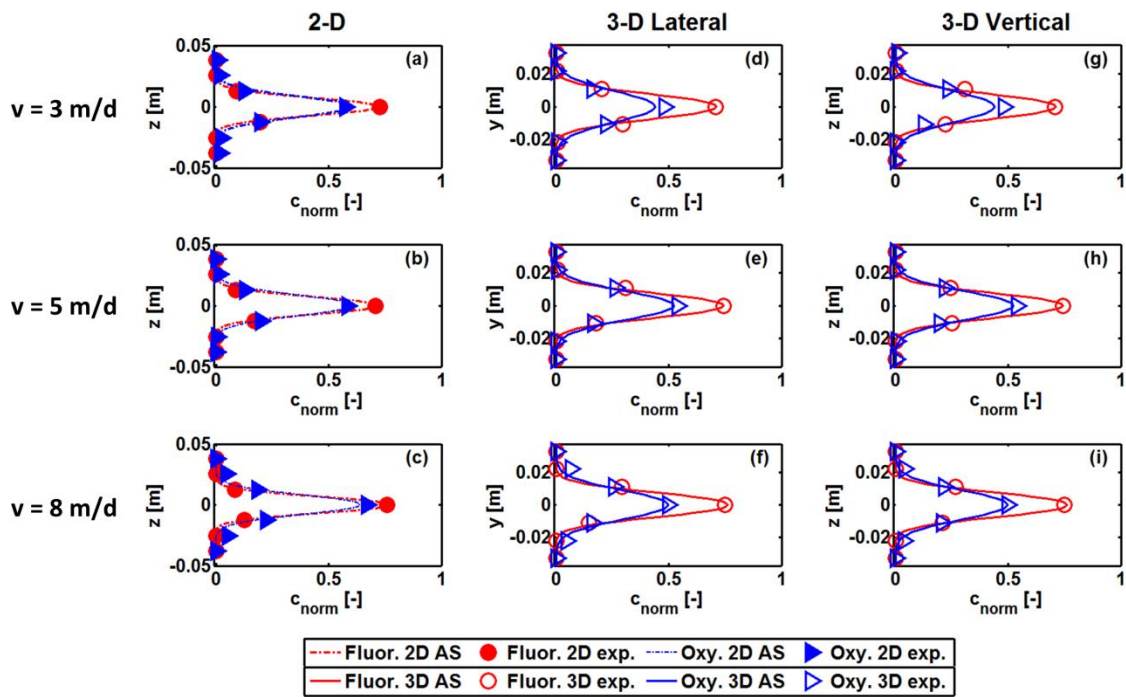 2-D 3-D Lateral 3-D Vertical
v = 3 m/d
0.05 (a) (d) (g)
0.02 0.02
z [m] 0 y [m] 0 z [m] 0
-0.02 -0.02
-0.05
0 0.5 1 0 0.5 1 0 0.5 1
c_norm [-] c_norm [-] c_norm [-]
v = 5 m/d
0.05 (b) (e) (h)
0.02 0.02
z [m] 0 y [m] 0 z [m] 0
-0.02 -0.02
-0.05
0 0.5 1 0 0.5 1 0 0.5 1
c_norm [-] c_norm [-] c_norm [-]
v = 8 m/d
0.05 (c) (f) (i)
0.02 0.02
z [m] 0 y [m] 0 z [m] 0
-0.02 -0.02
-0.05
0 0.5 1 0 0.5 1 0 0.5 1
c_norm [-] c_norm [-] c_norm [-]
Fluor. 2D AS Fluor. 2D exp. Oxy. 2D AS Oxy. 2D exp.
Fluor. 3D AS Fluor. 3D exp. Oxy. 3D AS Oxy. 3D exp.